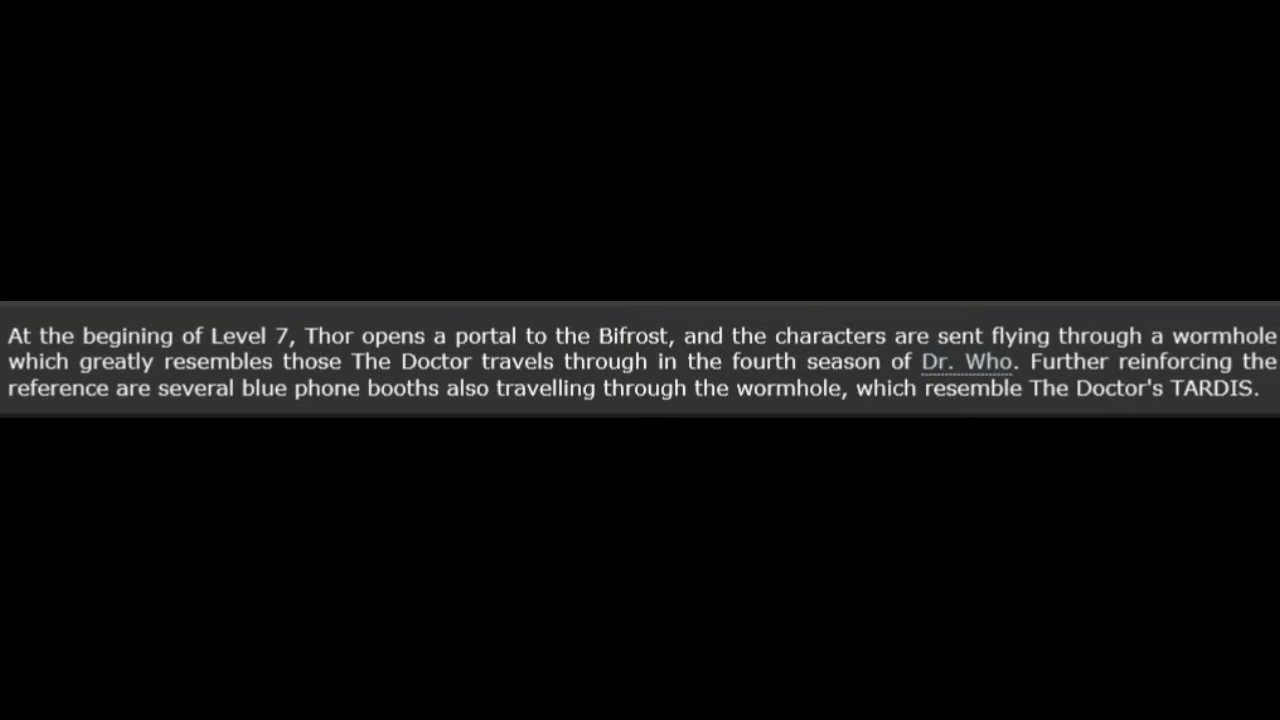 At the begining of Level 7, Thor opens a portal to the Bifrost, and the characters are sent flying through a wormhole
which greatly resembles those The Doctor travels through in the fourth season of Dr. Who. Further reinforcing the
reference are several blue phone booths also travelling through the wormhole, which resemble The Doctor's TARDIS.